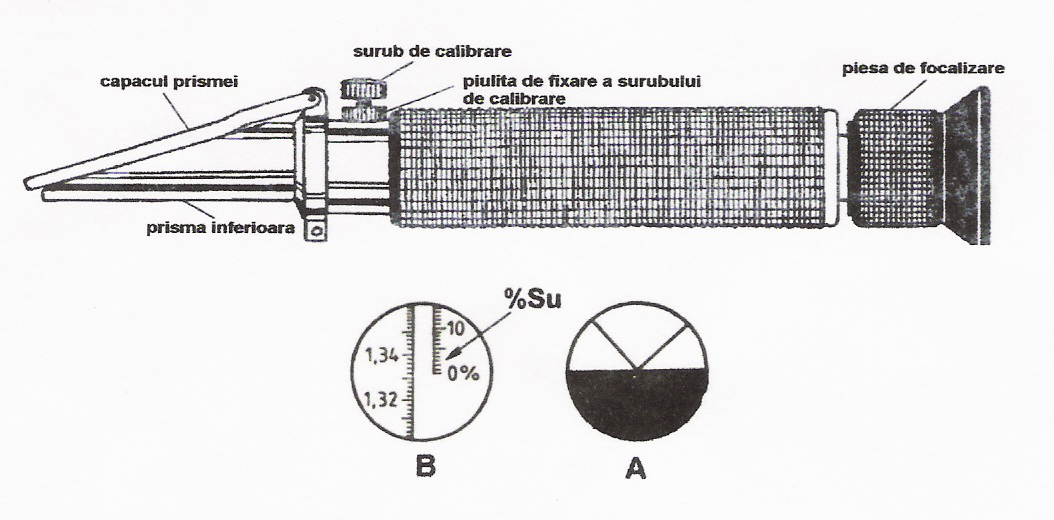 surub de calibrare
capacul prismei
piulita de fixare a surubului
de calibrare
piesa de focalizare
prisma inferioara
%Su
10
1,34
0%
1,32
B
A